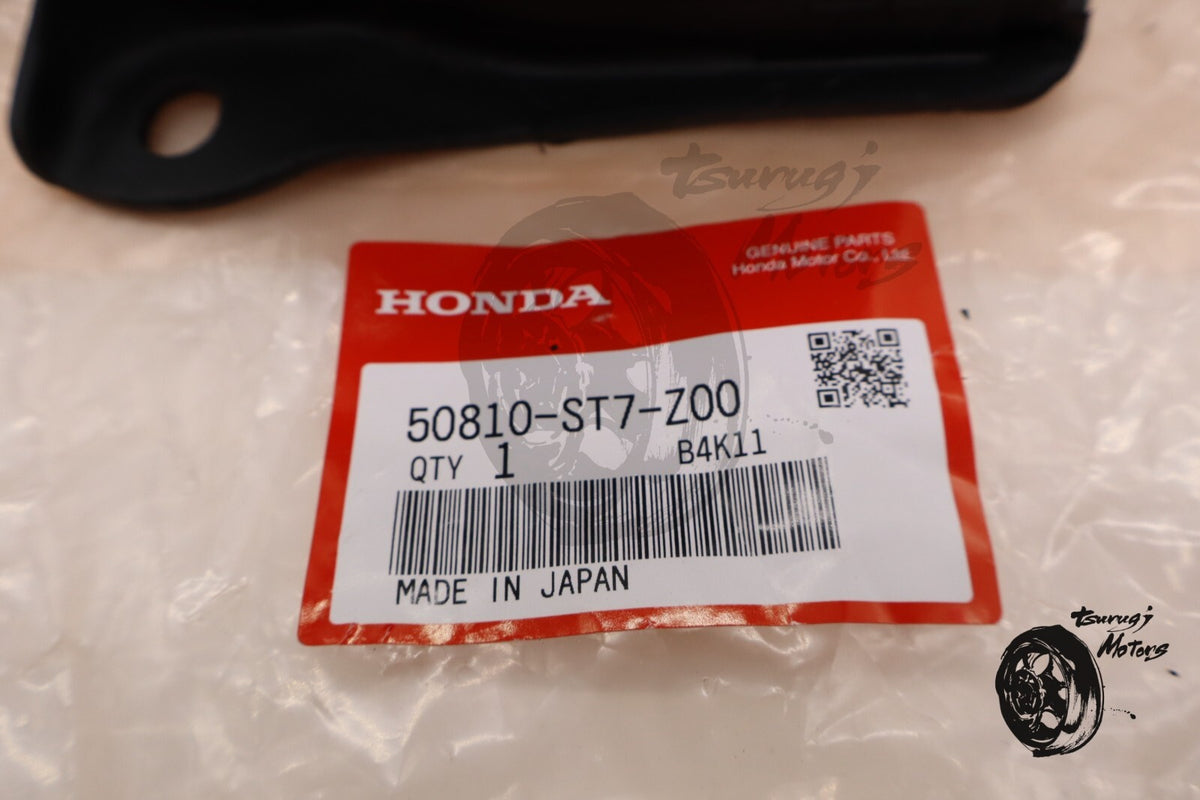 tsurugi
Motors
GENUINE PARTS
Honda Motor Co., Ltd.
HONDA
50810-ST7-Z00
QTY 1 B4K11
MADE IN JAPAN
tsurugi
Motors